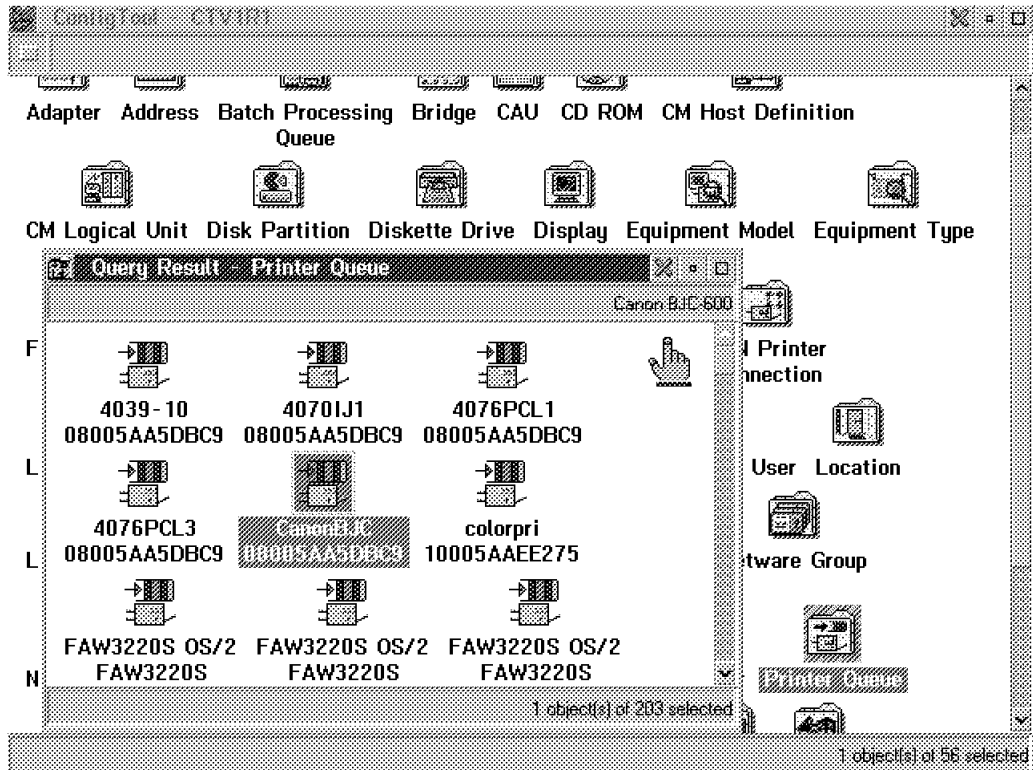 ConfigTool - CTV1R1
Adapter Address Batch Processing Queue Bridge CAU CD ROM CM Host Definition
CM Logical Unit Disk Partition Diskette Drive Display Equipment Model Equipment Type
Query Result - Printer Queue
Canon BJC-600
F
Printer
4039-10 4070IJ1 4076PCL1
08005AA5DBC9 08005AA5DBC9 08005AA5DBC9
L
User Location
4076PCL3 CanonBJC colorpri
08005AA5DBC9 08005AA5DBC9 10005AAEE275
L
Group
FAW3220S OS/2 FAW3220S OS/2 FAW3220S OS/2
FAW3220S FAW3220S FAW3220S
N
Printer Queue
1 object(s) of 203 selected
1 object(s) of 56 selected